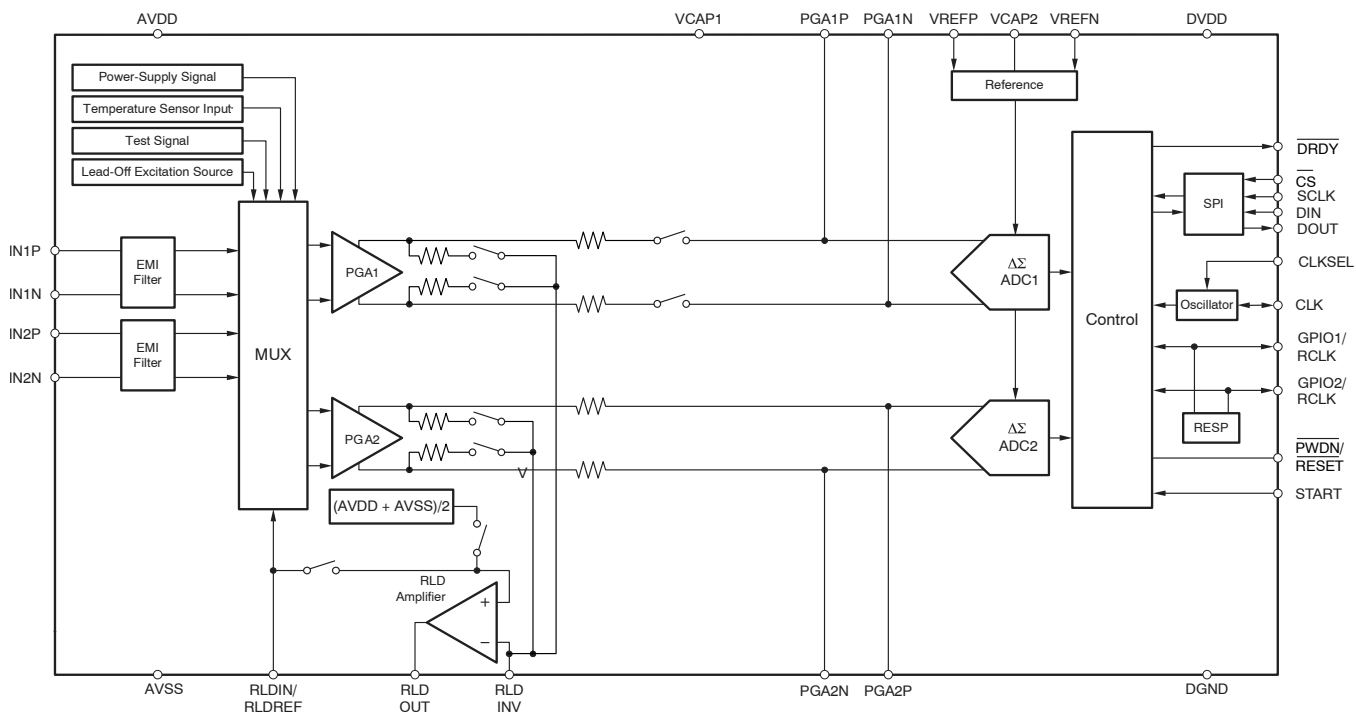 AVDD
VCAP1
PGA1P
PGA1N
VREFP
VCAP2
VREFN
DVDD
Power-Supply Signal
Temperature Sensor Input
Test Signal
Lead-Off Excitation Source
Reference
DRDY
CS
SCLK
DIN
DOUT
SPI
CLKSEL
Oscillator
CLK
GPIO1/
RCLK
GPIO2/
RCLK
RESP
PWDN/
RESET
START
Control
IN1P
IN1N
IN2P
IN2N
EMI
Filter
EMI
Filter
MUX
PGA1
PGA2
ΔΣ
ADC1
ΔΣ
ADC2
V
(AVDD + AVSS)/2
RLD
Amplifier
+
−
AVSS
RLDIN/
RLDREF
RLD
OUT
RLD
INV
PGA2N
PGA2P
DGND